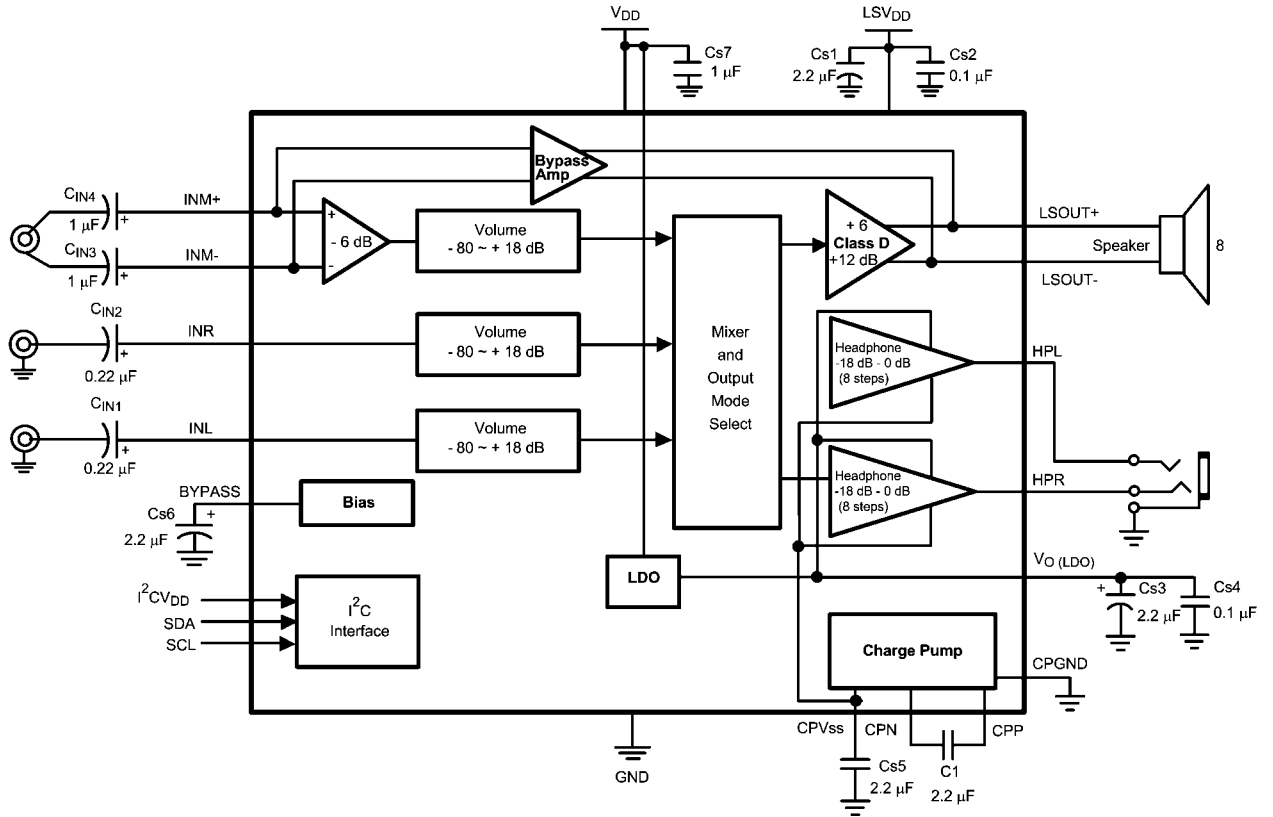 VDD
LSVDD
Cs7
1 μF
Cs1
2.2 μF
Cs2
0.1 μF
Bypass
Amp
CIN4
1 μF
+
INM+
CIN3
1 μF
+
INM-
+
- 6 dB
-
Volume
- 80 ~ + 18 dB
+ 6
Class D
+12 dB
LSOUT+
Speaker
8
LSOUT-
CIN2
+
0.22 μF
INR
Volume
- 80 ~ + 18 dB
Mixer
and
Output
Mode
Select
Headphone
-18 dB - 0 dB
(8 steps)
HPL
CIN1
+
0.22 μF
INL
Volume
- 80 ~ + 18 dB
Headphone
-18 dB - 0 dB
(8 steps)
HPR
BYPASS
+
Cs6
2.2 μF
Bias
LDO
VO (LDO)
+
Cs3
2.2 μF
Cs4
0.1 μF
I2CVDD
SDA
SCL
I2C
Interface
Charge Pump
CPGND
CPVss
CPN
CPP
GND
Cs5
2.2 μF
C1
2.2 μF